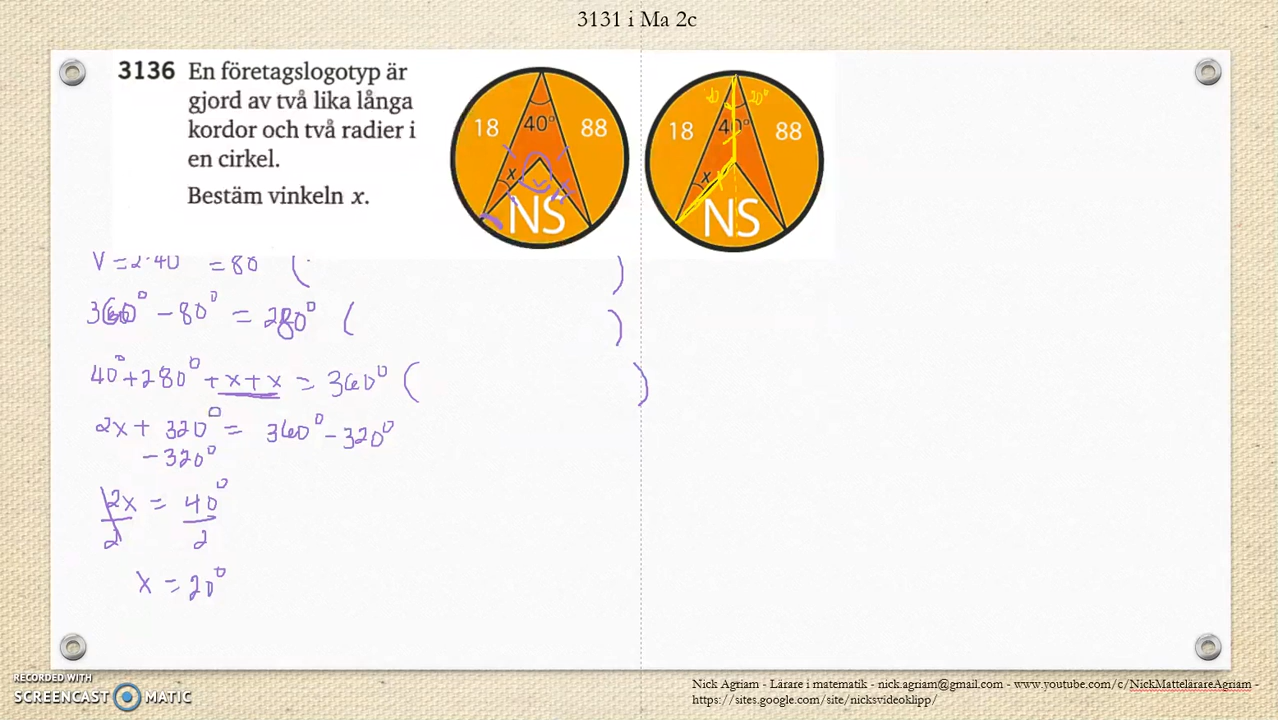 3131 i Ma 2c
3136 En företagslogotyp är
gjord av två lika långa
kordor och två radier i
en cirkel.
Bestäm vinkeln x.
18 40° 88
x
v
NS
20°
18 40° 88
x
NS
V = 2·40 = 80 ( )
360° - 80° = 280° ( )
40° + 280° + x + x = 360° ( )
2x + 320° = 360° - 320°
-320°
2x = 40°
2 2
x = 20°
RECORDED WITH
SCREENCAST MATIC
Nick Agriam - Lärare i matematik - nick.agriam@gmail.com - www.youtube.com/c/NickMattelärareAgriam -
https://sites.google.com/site/nicksvideoklipp/